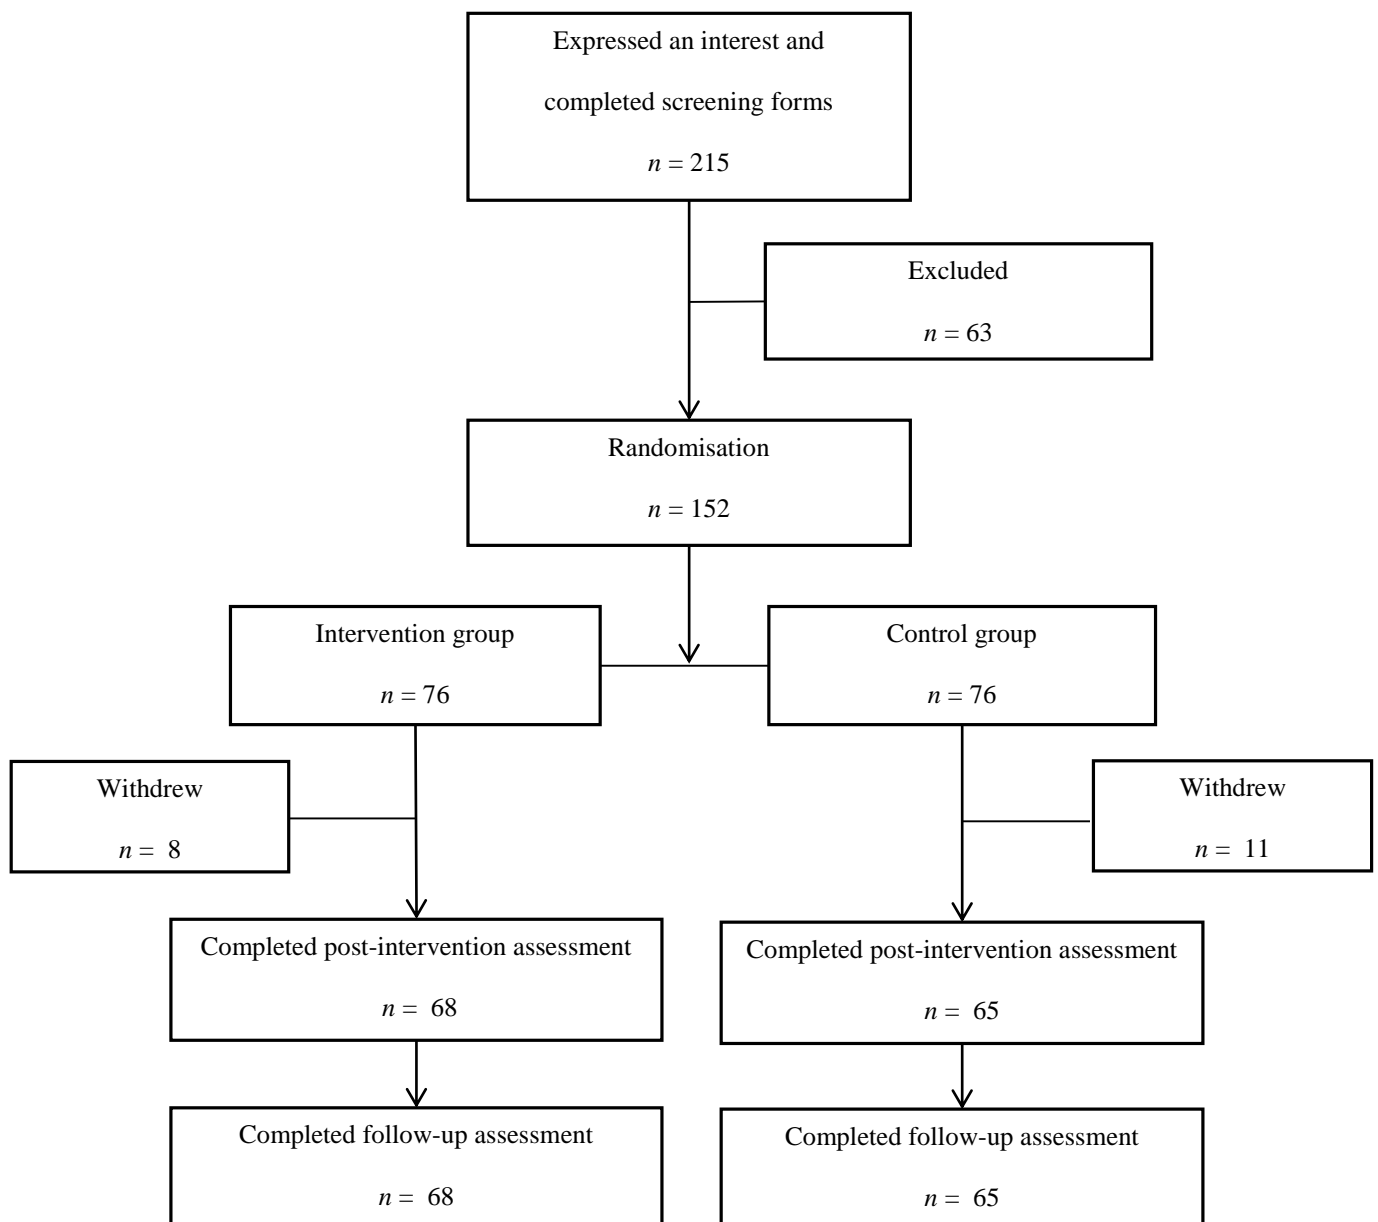 Expressed an interest and
completed screening forms
n = 215
Excluded
n = 63
Randomisation
n = 152
Intervention group
n = 76
Control group
n = 76
Withdrew
n =  8
Withdrew
n =  11
Completed post-intervention assessment
n =  68
Completed post-intervention assessment
n =  65
Completed follow-up assessment
n =  68
Completed follow-up assessment
n =  65